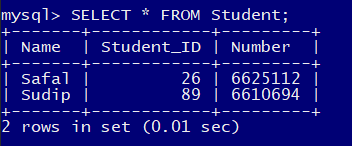 mysql> SELECT * FROM Student;
+-------+------------+---------+
| Name  | Student_ID | Number  |
+-------+------------+---------+
| Safal |         26 | 6625112 |
| Sudip |         89 | 6610694 |
+-------+------------+---------+
2 rows in set (0.01 sec)